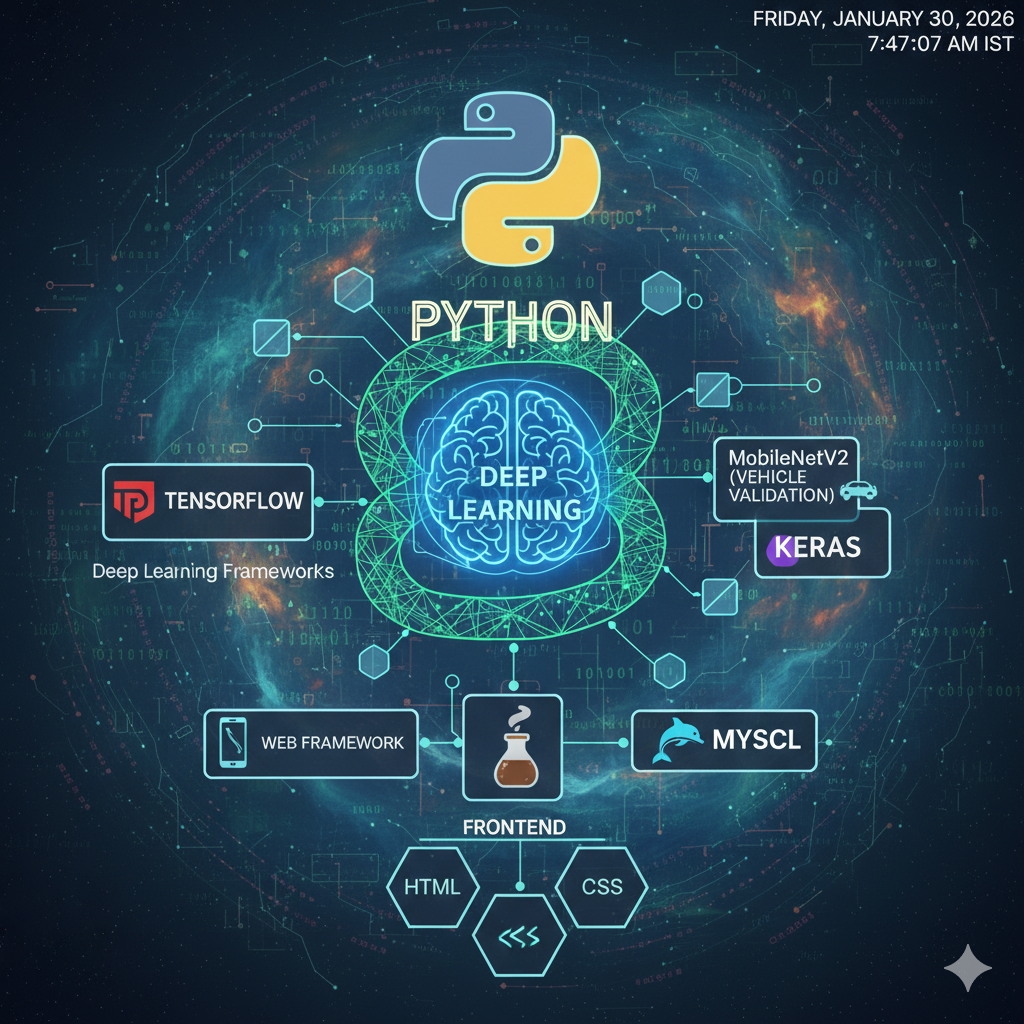 FRIDAY, JANUARY 30, 2026
7:47:07 AM IST
PYTHON
DEEP
LEARNING
TENSORFLOW
Deep Learning Frameworks
MobileNetV2
(VEHICLE
VALIDATION)
KERAS
WEB FRAMEWORK
MYSCL
FRONTEND
HTML
CSS